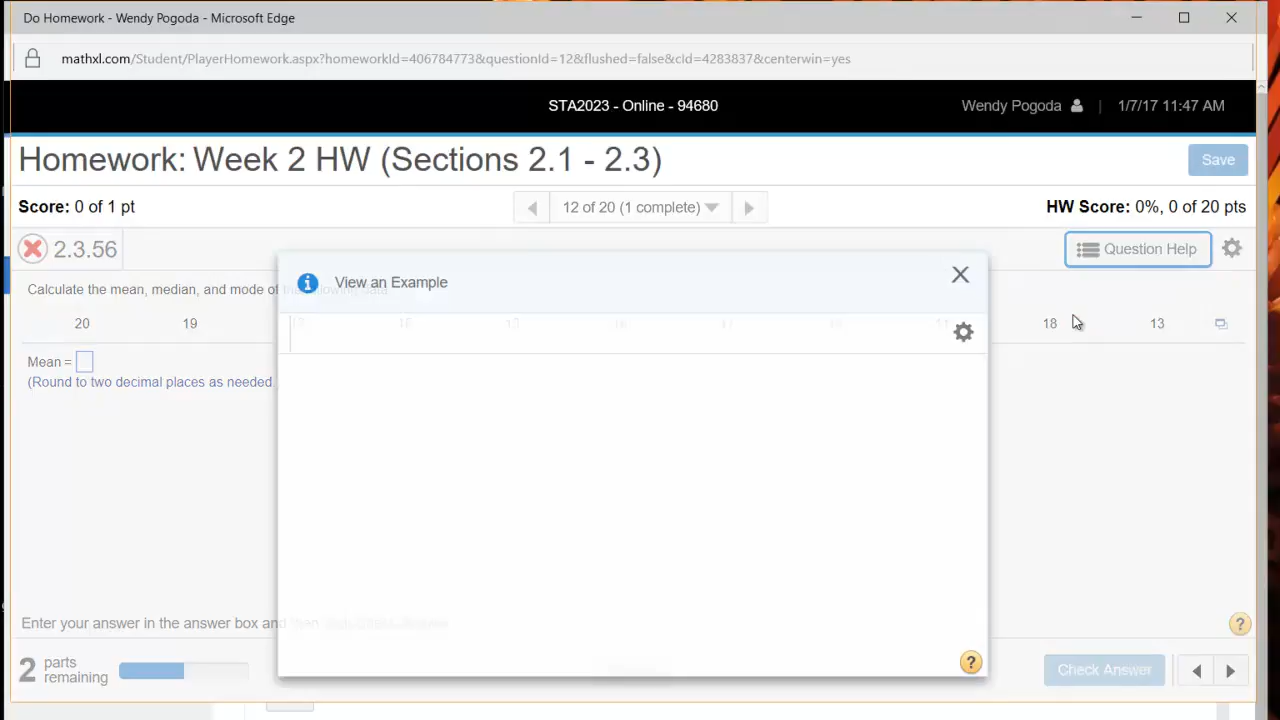 Do Homework - Wendy Pogoda - Microsoft Edge
mathxl.com/Student/PlayerHomework.aspx?homeworkId=406784773&questionId=12&flushed=false&cId=4283837&centerwin=yes
STA2023 - Online - 94680 Wendy Pogoda | 1/7/17 11:47 AM
Homework: Week 2 HW (Sections 2.1 - 2.3) Save
Score: 0 of 1 pt 12 of 20 (1 complete) HW Score: 0%, 0 of 20 pts
2.3.56 Question Help
View an Example
Calculate the mean, median, and mode of the following data
20 19 18 13
Mean =
(Round to two decimal places as needed
Enter your answer in the answer box and then
2 parts remaining Check Answer